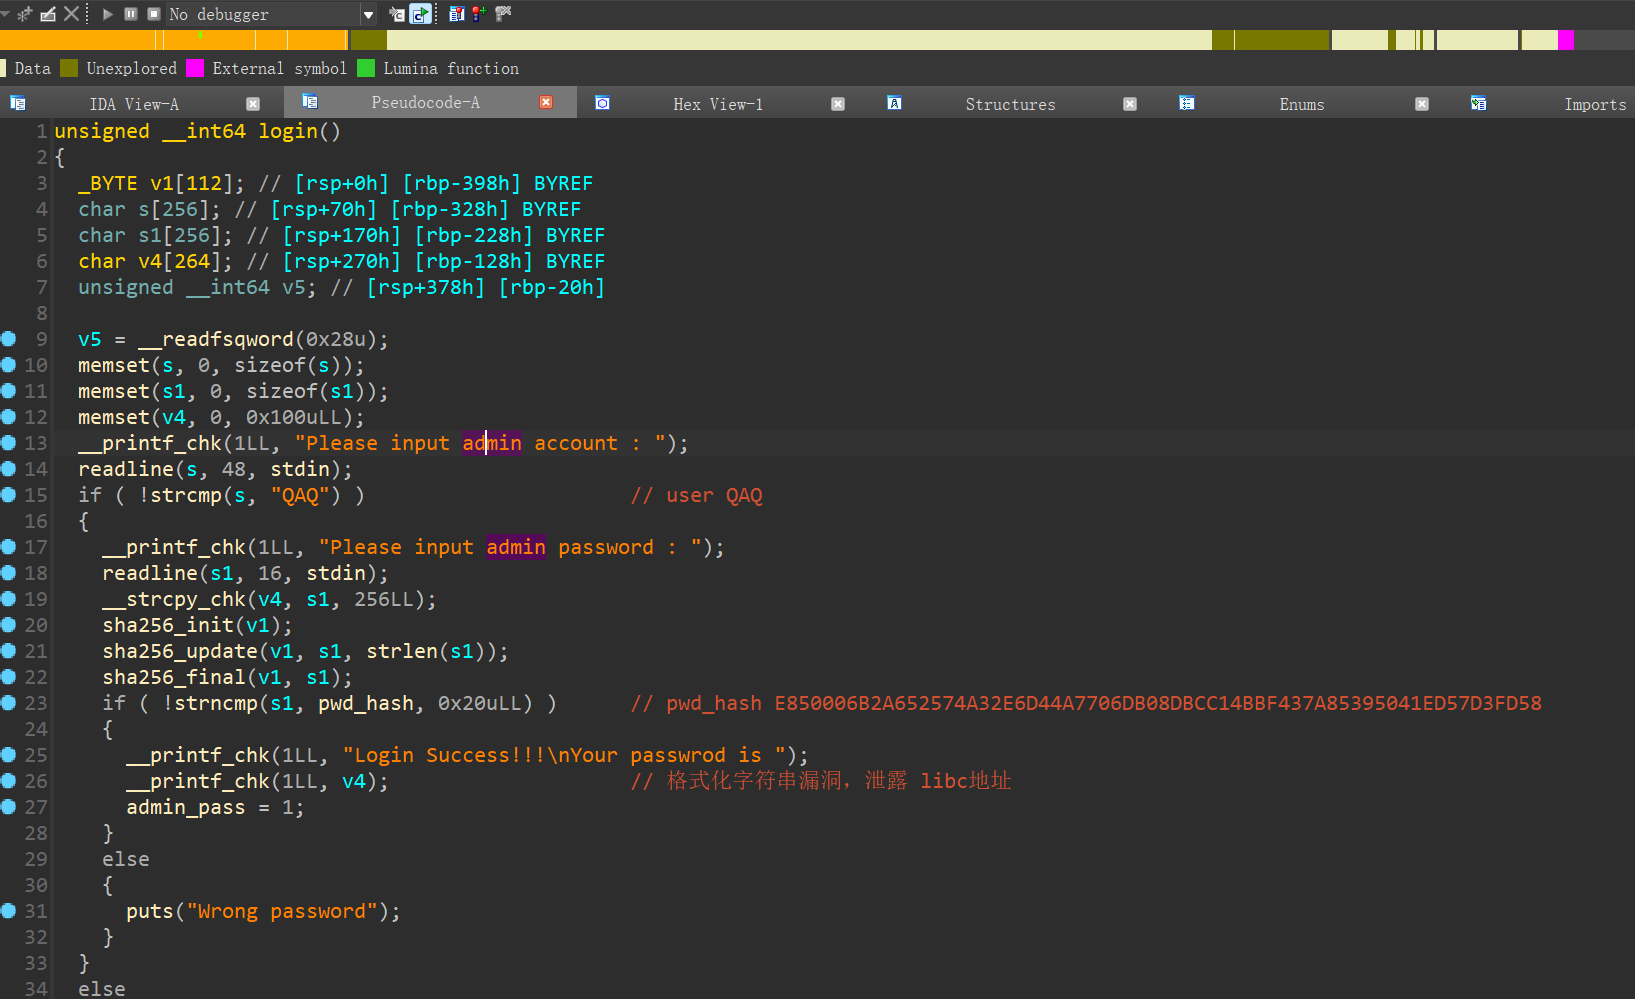 No debugger
Data Unexplored External symbol Lumina function
IDA View-A Pseudocode-A Hex View-1 Structures Enums Imports
1 unsigned __int64 login()
2 {
3 _BYTE v1[112]; // [rsp+0h] [rbp-398h] BYREF
4 char s[256]; // [rsp+70h] [rbp-328h] BYREF
5 char s1[256]; // [rsp+170h] [rbp-228h] BYREF
6 char v4[264]; // [rsp+270h] [rbp-128h] BYREF
7 unsigned __int64 v5; // [rsp+378h] [rbp-20h]
8
9 v5 = __readfsqword(0x28u);
10 memset(s, 0, sizeof(s));
11 memset(s1, 0, sizeof(s1));
12 memset(v4, 0, 0x100uLL);
13 __printf_chk(1LL, "Please input admin account : ");
14 readline(s, 48, stdin);
15 if ( !strcmp(s, "QAQ") ) // user QAQ
16 {
17 __printf_chk(1LL, "Please input admin password : ");
18 readline(s1, 16, stdin);
19 __strcpy_chk(v4, s1, 256LL);
20 sha256_init(v1);
21 sha256_update(v1, s1, strlen(s1));
22 sha256_final(v1, s1);
23 if ( !strncmp(s1, pwd_hash, 0x20uLL) ) // pwd_hash E850006B2A652574A32E6D44A7706DB08DBCC14BBF437A85395041ED57D3FD58
24 {
25 __printf_chk(1LL, "Login Success!!!\nYour passwrod is ");
26 __printf_chk(1LL, v4); // 格式化字符串漏洞，泄露 libc地址
27 admin_pass = 1;
28 }
29 else
30 {
31 puts("Wrong password");
32 }
33 }
34 else